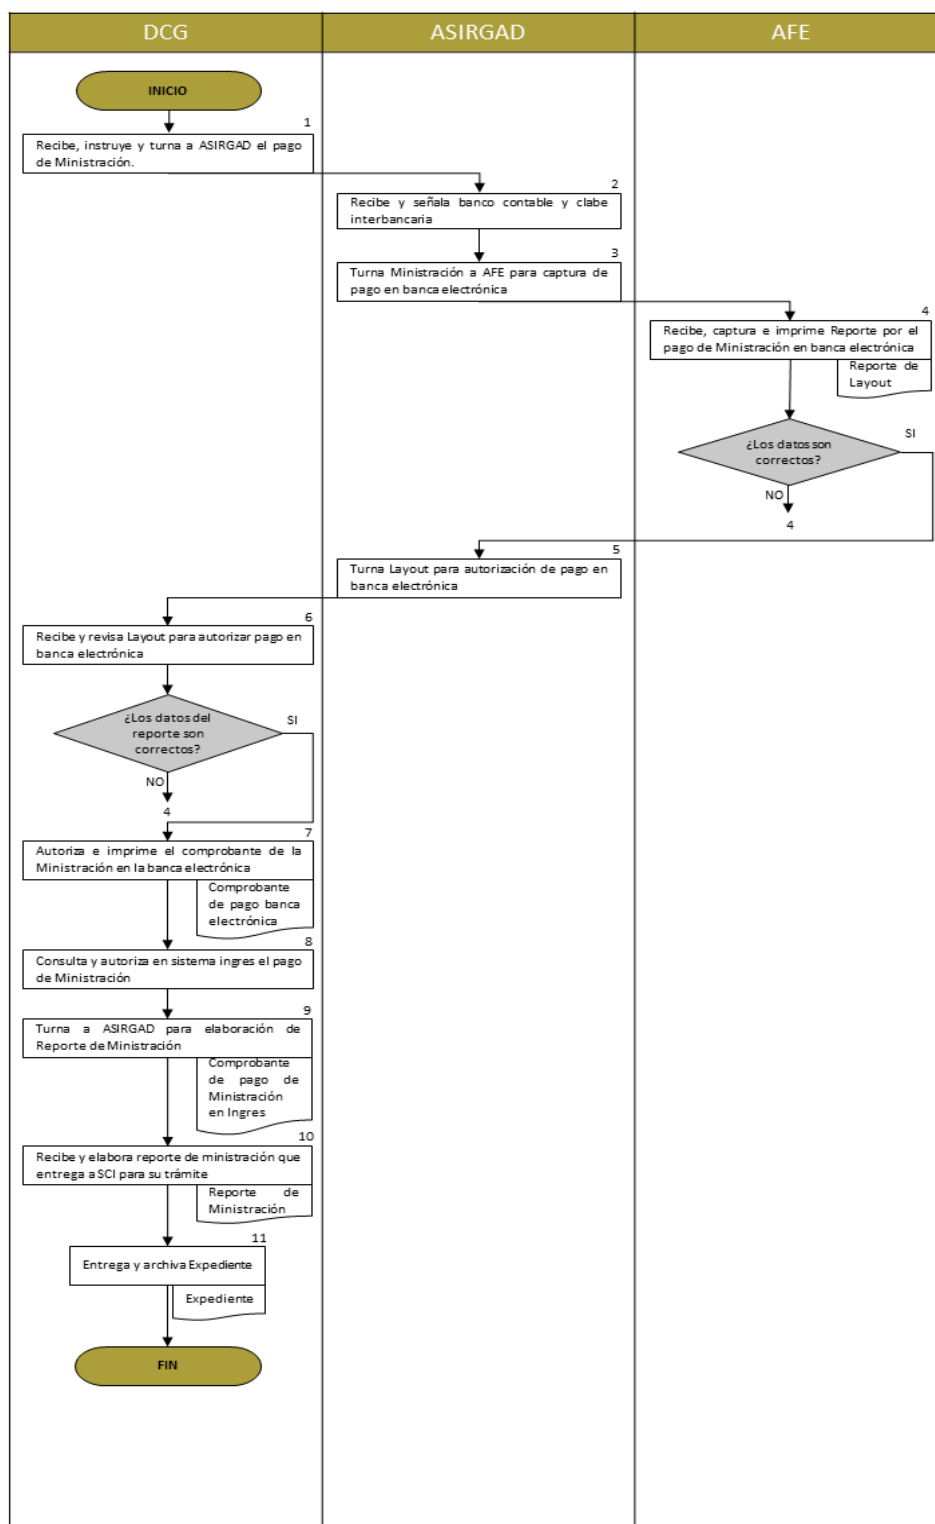 DCG
ASIRGAD
AFE
INICIO
1
Recibe, instruye y turna a ASIRGAD el pago
de Ministración.
2
Recibe y señala banco contable y clabe
interbancaria
3
Turna Ministración a AFE para captura de
pago en banca electrónica
4
Recibe, captura e imprime Reporte por el
pago de Ministración en banca electrónica
Reporte de
Layout
¿Los datos son
correctos?
SI
NO
4
5
Turna Layout para autorización de pago en
banca electrónica
6
Recibe y revisa Layout para autorizar pago en
banca electrónica
¿Los datos del
reporte son
correctos?
SI
NO
4
7
Autoriza e imprime el comprobante de la
Ministración en la banca electrónica
Comprobante
de pago banca
electrónica
8
Consulta y autoriza en sistema ingres el pago
de Ministración
9
Turna a ASIRGAD para elaboración de
Reporte de Ministración
Comprobante
de pago de
Ministración
en Ingres
10
Recibe y elabora reporte de ministración que
entrega a SCI para su trámite
Reporte de
Ministración
11
Entrega y archiva Expediente
Expediente
FIN